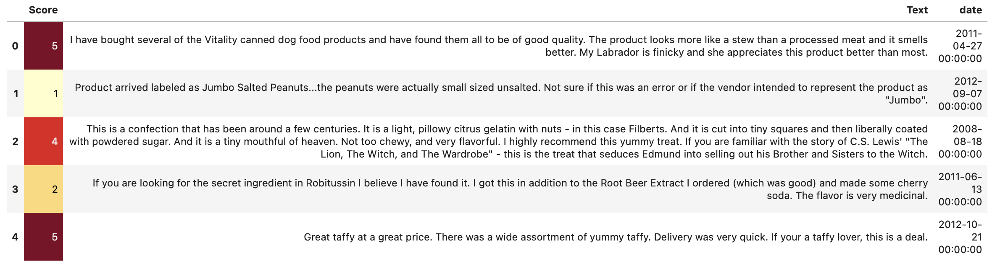 Score Text date
0 5 I have bought several of the Vitality canned dog food products and have found them all to be of good quality. The product looks more like a stew than a processed meat and it smells
better. My Labrador is finicky and she appreciates this product better than most.
2011-
04-27
00:00:00
1 1 Product arrived labeled as Jumbo Salted Peanuts...the peanuts were actually small sized unsalted. Not sure if this was an error or if the vendor intended to represent the product as
"Jumbo".
2012-
09-07
00:00:00
2 4 This is a confection that has been around a few centuries. It is a light, pillowy citrus gelatin with nuts - in this case Filberts. And it is cut into tiny squares and then liberally coated
with powdered sugar. And it is a tiny mouthful of heaven. Not too chewy, and very flavorful. I highly recommend this yummy treat. If you are familiar with the story of C.S. Lewis' "The
Lion, The Witch, and The Wardrobe" - this is the treat that seduces Edmund into selling out his Brother and Sisters to the Witch.
2008-
08-18
00:00:00
3 2 If you are looking for the secret ingredient in Robitussin I believe I have found it. I got this in addition to the Root Beer Extract I ordered (which was good) and made some cherry
soda. The flavor is very medicinal.
2011-06-
13
00:00:00
4 5 Great taffy at a great price. There was a wide assortment of yummy taffy. Delivery was very quick. If your a taffy lover, this is a deal.
2012-10-
21
00:00:00